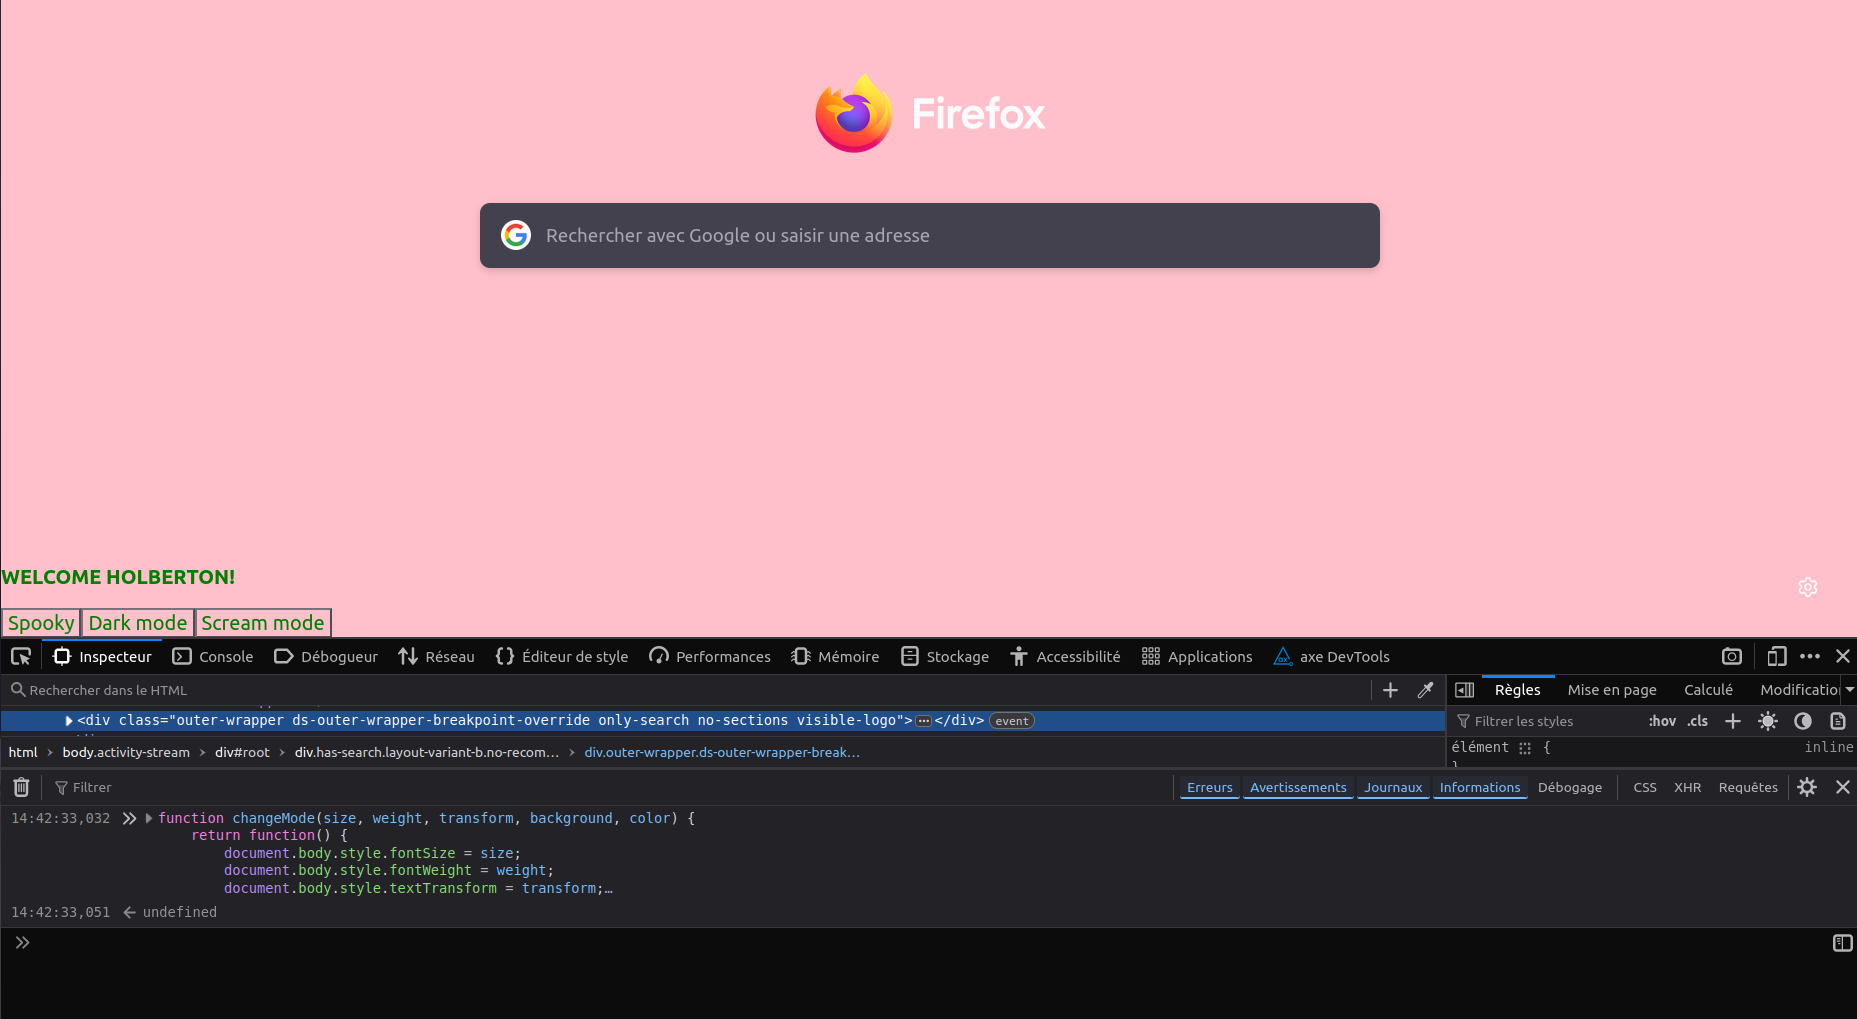 Firefox
Rechercher avec Google ou saisir une adresse
WELCOME HOLBERTON!
Spooky Dark mode Scream mode
Inspecteur Console Débogueur Réseau Éditeur de style Performances Mémoire Stockage Accessibilité Applications axe DevTools
Rechercher dans le HTML
Règles Mise en page Calculé Modificatio
<div class="outer-wrapper ds-outer-wrapper-breakpoint-override only-search no-sections visible-logo">…</div> event
Filtrer les styles :hov .cls
html body.activity-stream div#root div.has-search.layout-variant-b.no-recom… div.outer-wrapper.ds-outer-wrapper-break…
élément { inline
}
Filtrer Erreurs Avertissements Journaux Informations Débogage CSS XHR Requêtes
14:42:33,032 function changeMode(size, weight, transform, background, color) {
return function() {
document.body.style.fontSize = size;
document.body.style.fontWeight = weight;
document.body.style.textTransform = transform;…
14:42:33,051 undefined